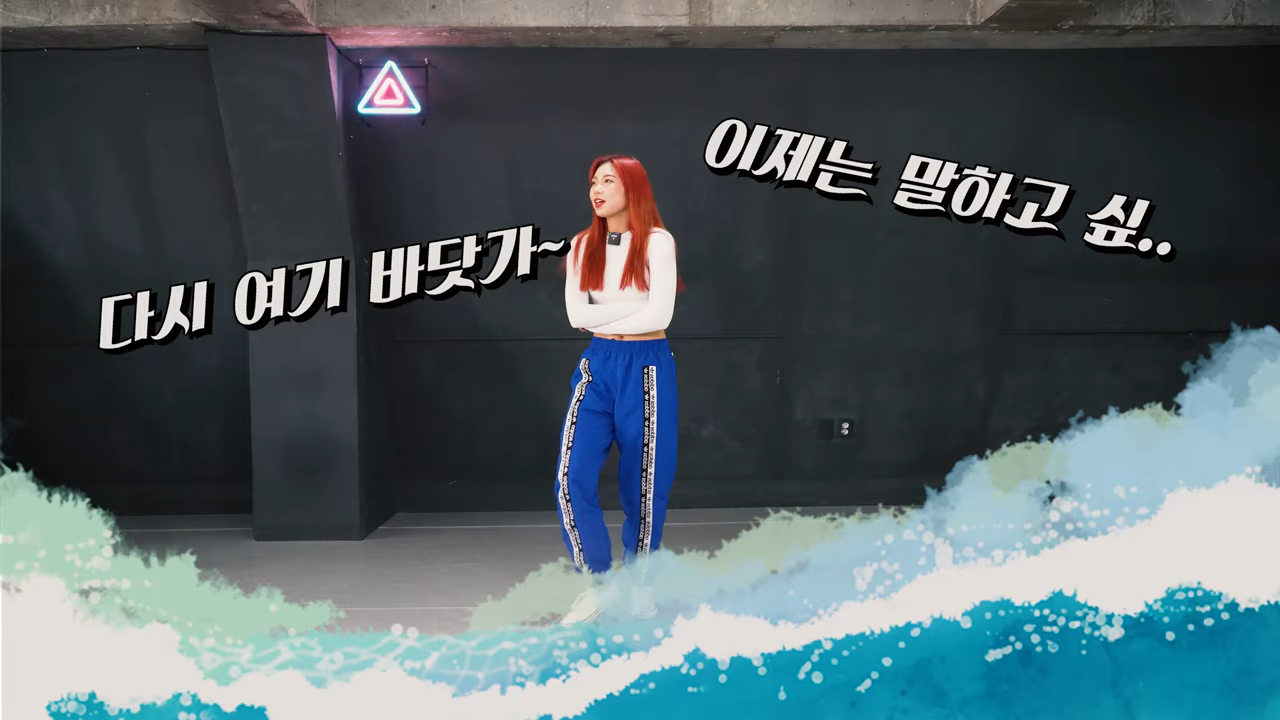 다시 여기 바닷가~
이제는 말하고 싶..